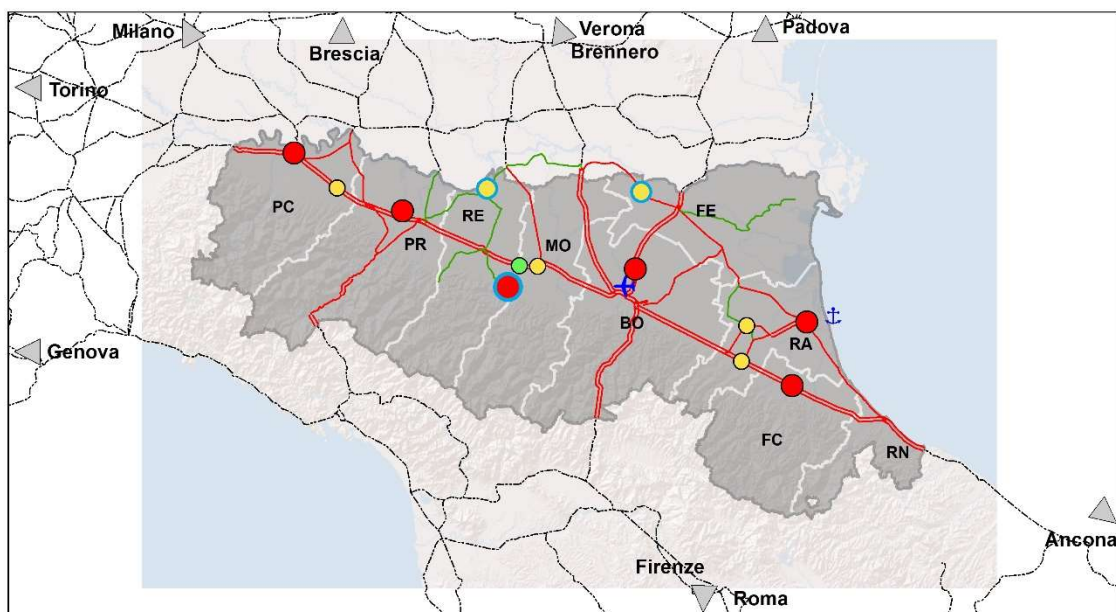 Milano
Brescia
Verona
Brennero
Padova
Torino
PC
PR
RE
MO
FE
BO
RA
Genova
FC
RN
Ancona
Firenze
Roma